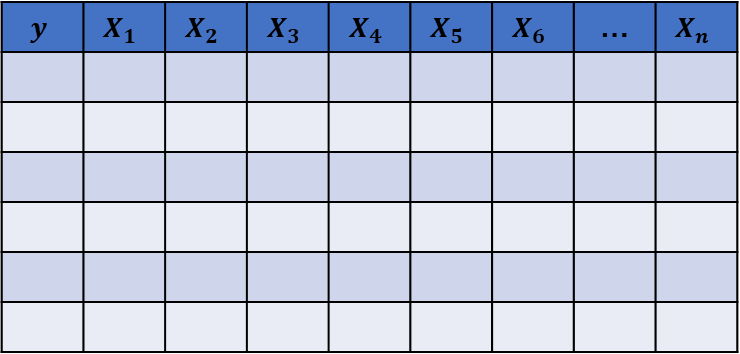 y X₁ X₂ X₃ X₄ X₅ X₆ ... Xₙ